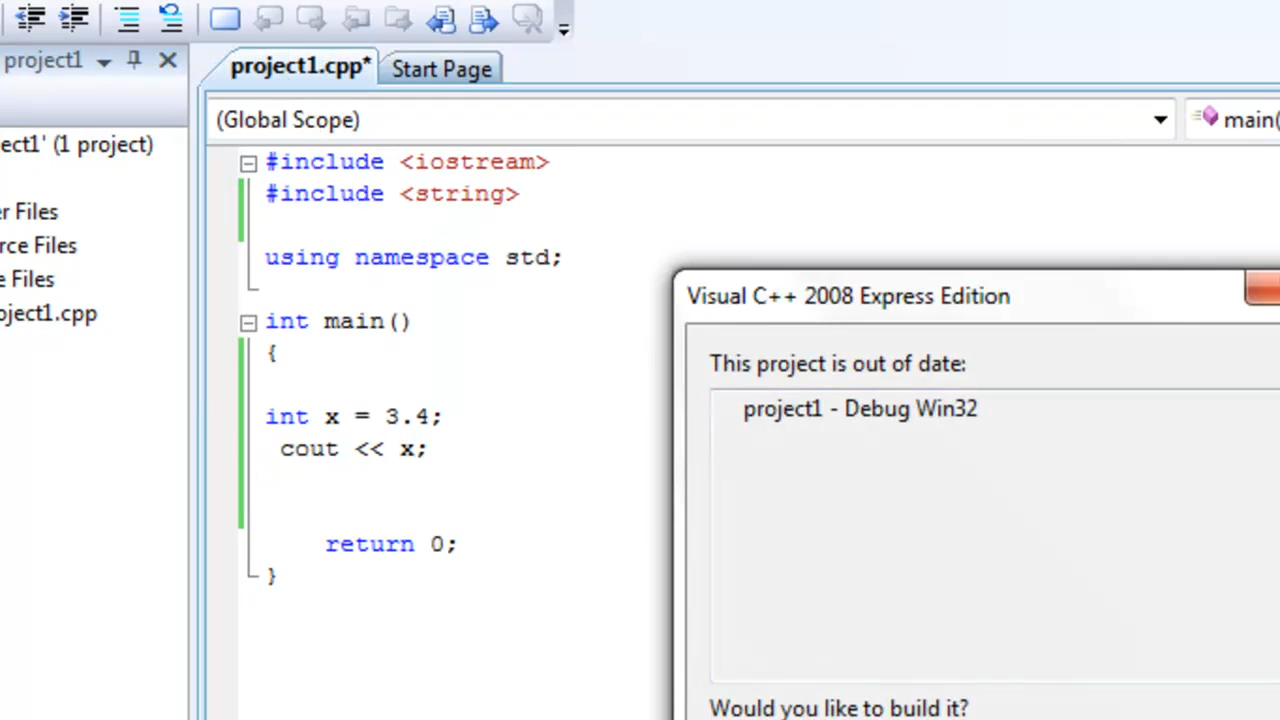 project1
project1.cpp* Start Page
(Global Scope)
main(
ect1' (1 project)
r Files
rce Files
e Files
oject1.cpp
#include <iostream>
#include <string>
using namespace std;
int main()
{
int x = 3.4;
cout << x;
return 0;
}
Visual C++ 2008 Express Edition
This project is out of date:
project1 - Debug Win32
Would you like to build it?